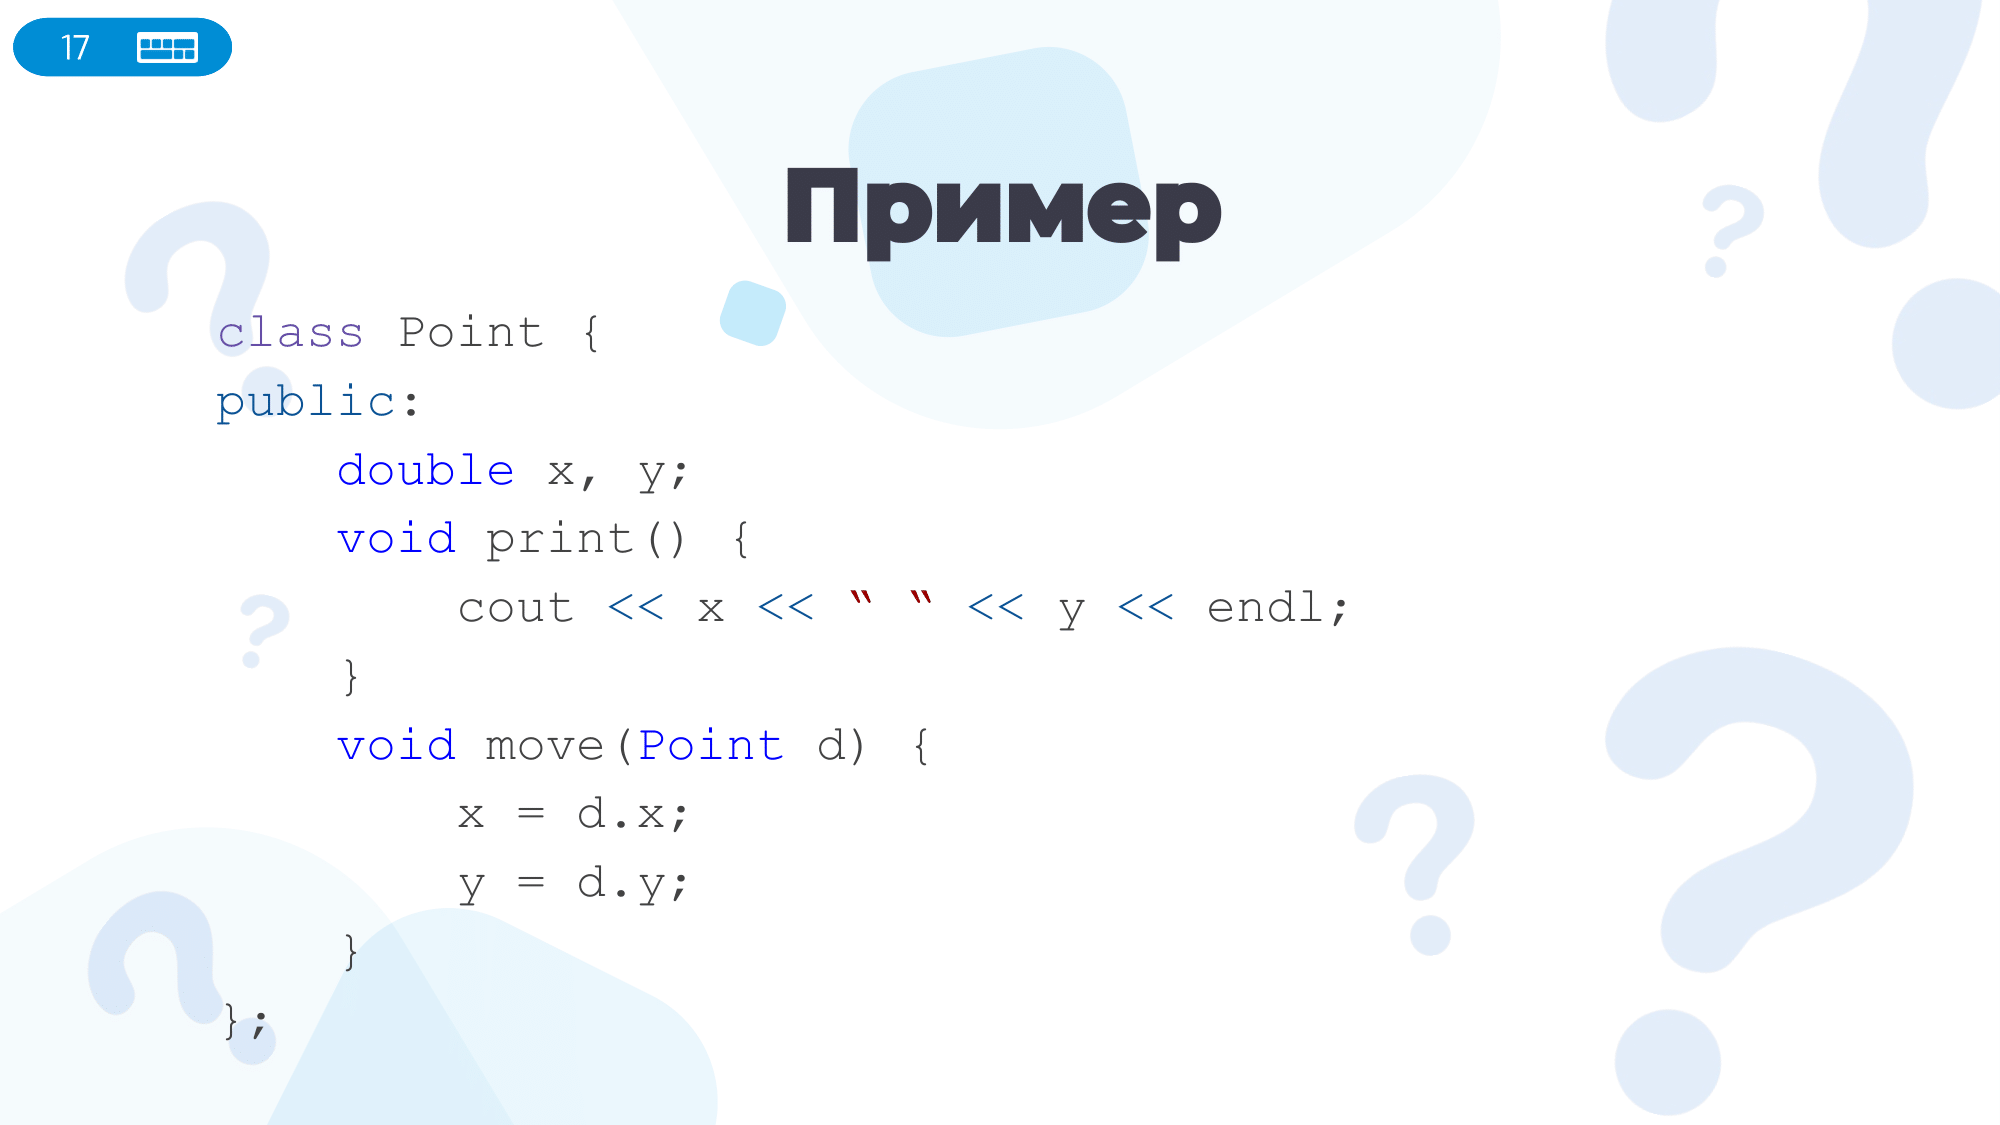 17
Пример
class Point {
public:
    double x, y;
    void print() {
        cout << x << “ “ << y << endl;
    }
    void move(Point d) {
        x = d.x;
        y = d.y;
    }
};